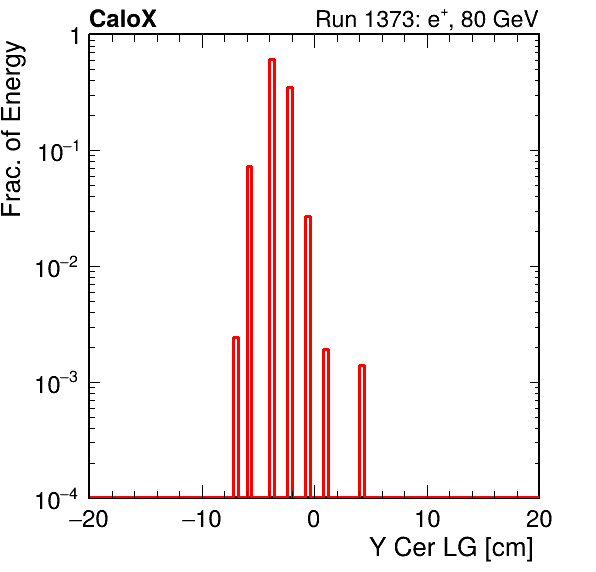 CaloX Run 1373: e⁺, 80 GeV
Frac. of Energy
1
10⁻¹
10⁻²
10⁻³
10⁻⁴
−20 −10 0 10 20
Y Cer LG [cm]